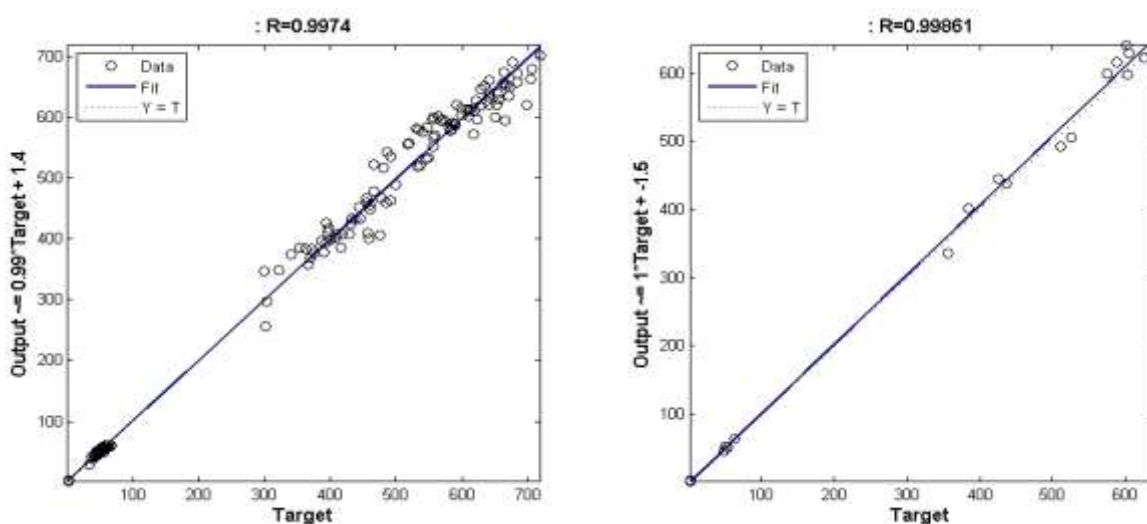 : R=0.9974
Data
Fit
Y = T
Output ~= 0.99*Target + 1.4
700
600
500
400
300
200
100
100 200 300 400 500 600 700
Target
: R=0.99861
Data
Fit
Y = T
Output ~= 1*Target + -1.5
600
500
400
300
200
100
100 200 300 400 500 600
Target